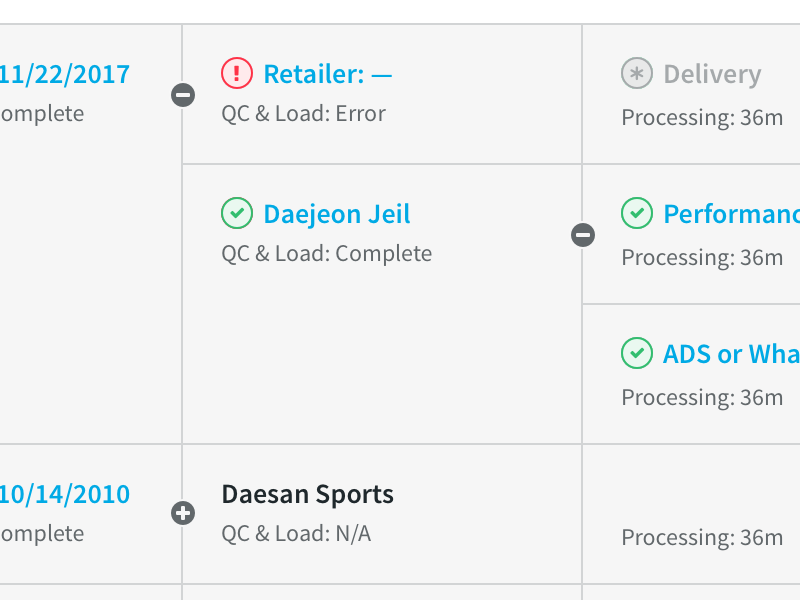 11/22/2017
omplete
Retailer: —
QC & Load: Error
Delivery
Processing: 36m
Daejeon Jeil
QC & Load: Complete
Performanc
Processing: 36m
ADS or Wha
Processing: 36m
10/14/2010
omplete
Daesan Sports
QC & Load: N/A
Processing: 36m